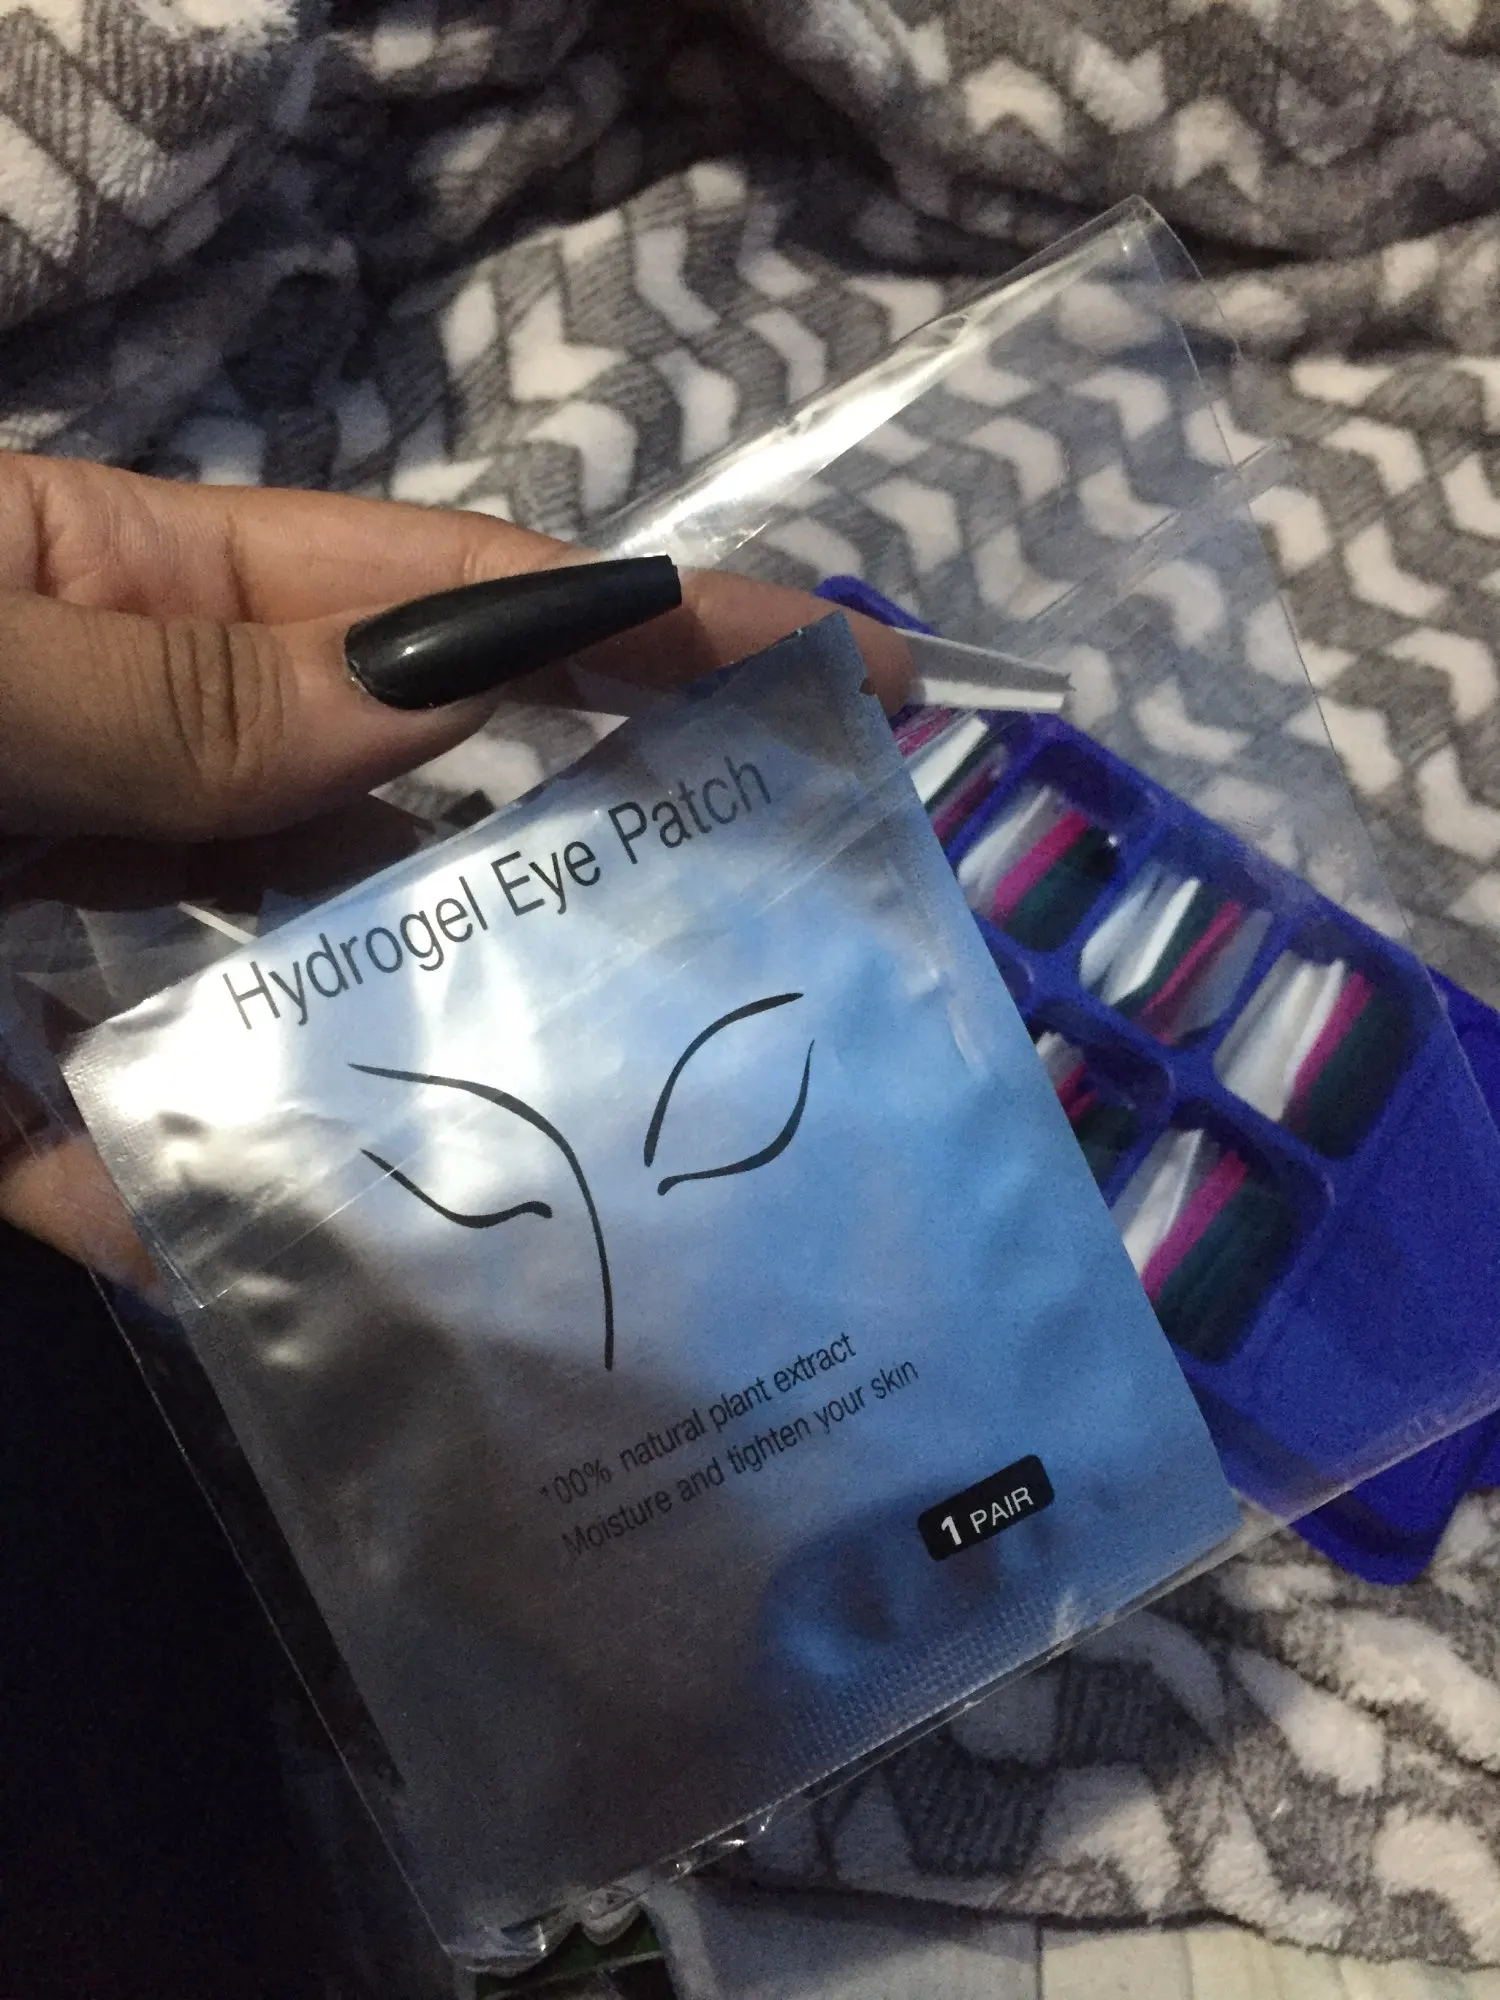 Hydrogel Eye Patch
100% natural plant extract
Moisture and tighten your skin
1 PAIR